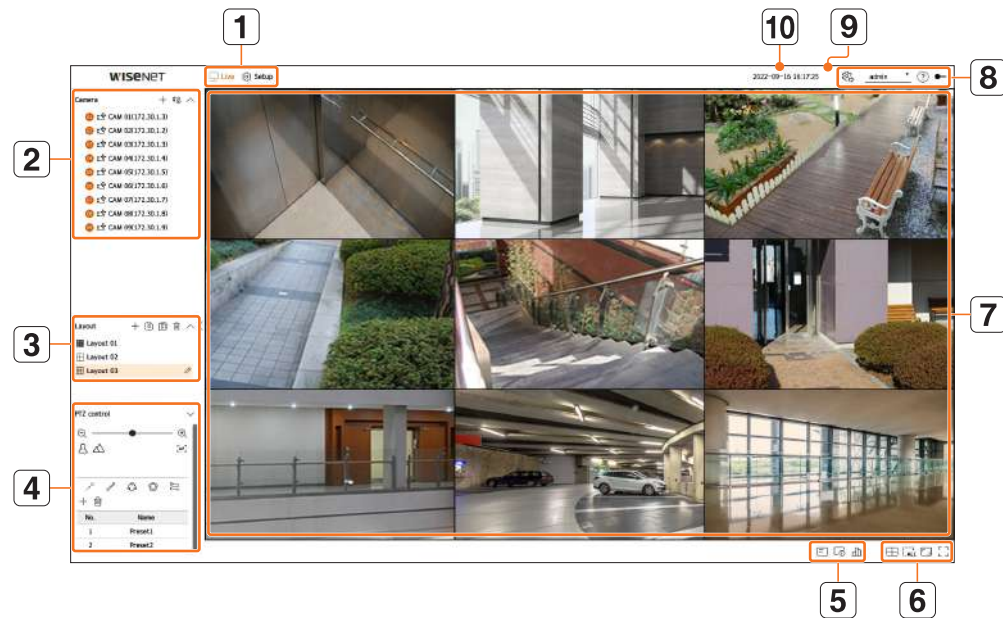 1
10
9
WISENET
Live
Setup
2022-09-16 16:17:25
admin
8
Camera
CAM 01(172.30.1.3)
CAM 02(172.30.1.2)
CAM 03(172.30.1.3)
CAM 04(172.30.1.4)
CAM 05(172.30.1.5)
CAM 06(172.30.1.6)
CAM 07(172.30.1.7)
CAM 08(172.30.1.8)
CAM 09(172.30.1.9)
2
Layout
Layout 01
Layout 02
Layout 03
3
7
PTZ control
4
No. Name
1 Preset1
2 Preset2
5
6